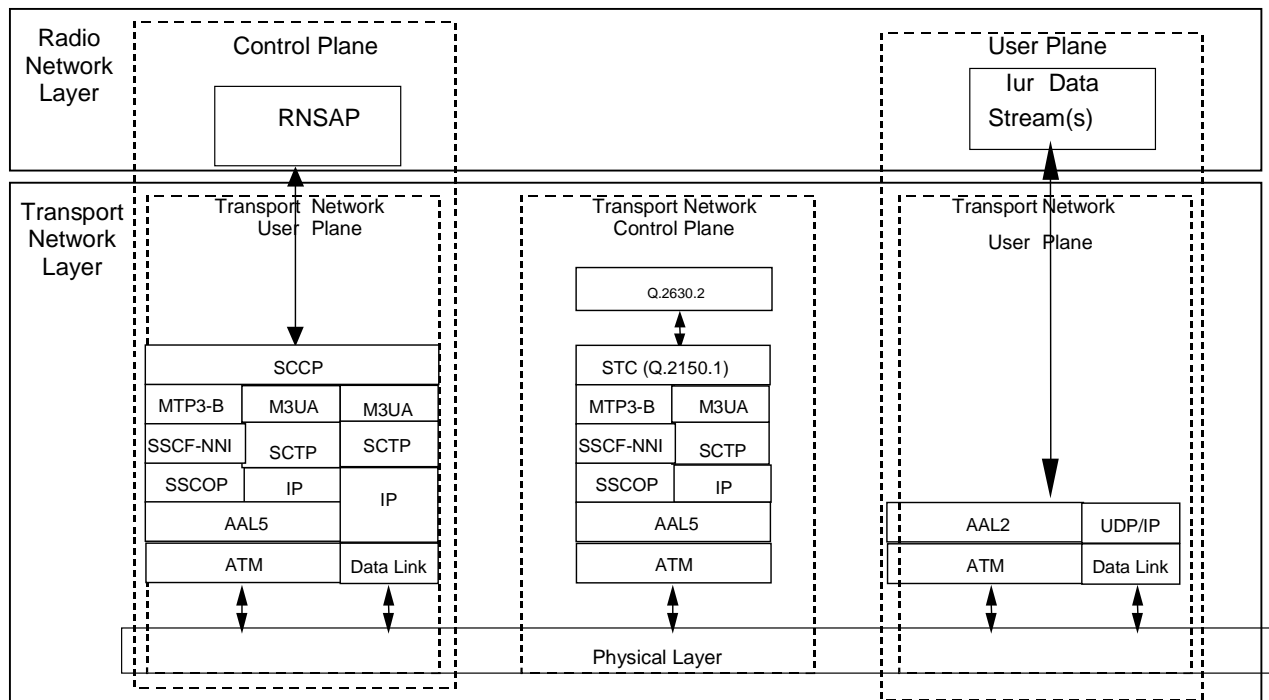 Radio
Network
Layer
Control Plane
RNSAP
User Plane
Iur Data
Stream(s)
Transport
Network
Layer
Transport Network
User Plane
SCCP
MTP3-B
M3UA
M3UA
SSCF-NNI
SCTP
SCTP
SSCOP
IP
IP
AAL5
ATM
Data Link
Transport Network
Control Plane
Q.2630.2
STC (Q.2150.1)
MTP3-B
M3UA
SSCF-NNI
SCTP
SSCOP
IP
AAL5
ATM
Transport Network
User Plane
AAL2
UDP/IP
ATM
Data Link
Physical Layer